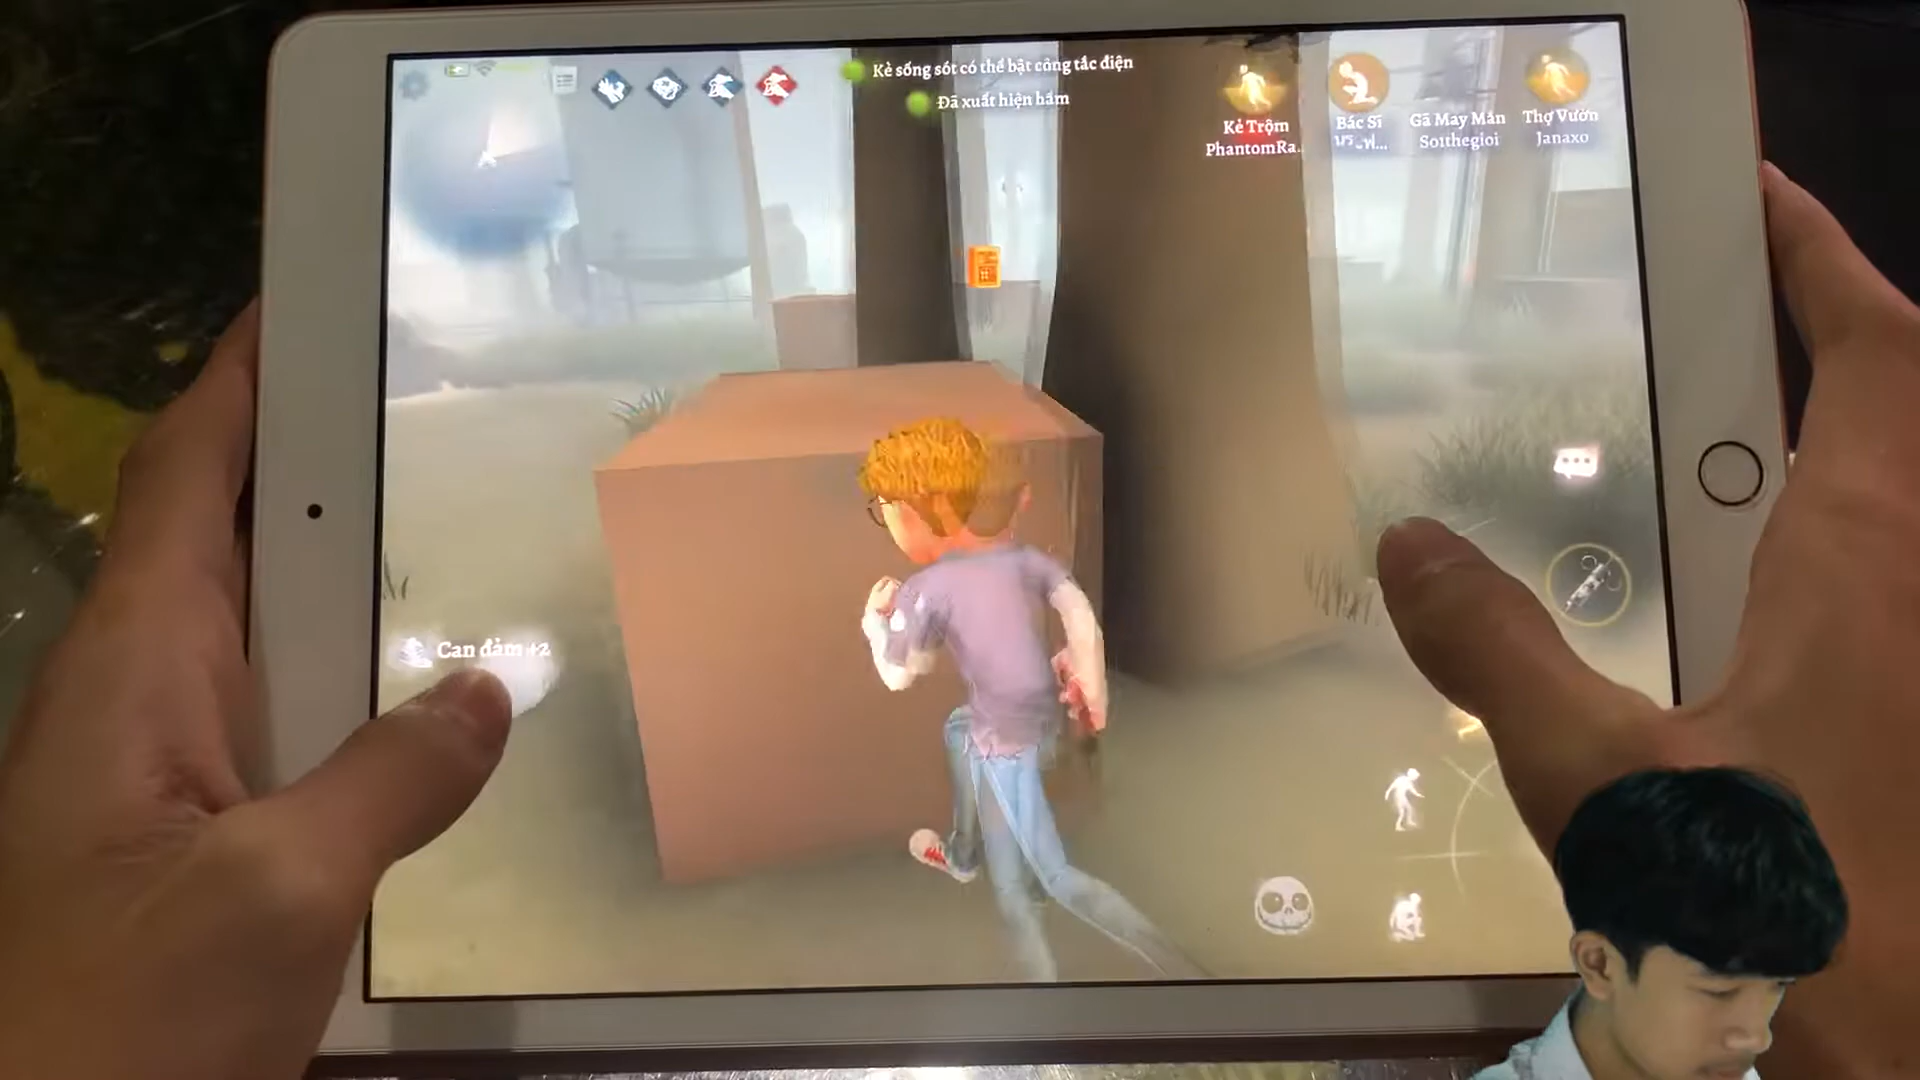 Kẻ sống sót có thể bật công tắc điện
Đã xuất hiện hầm
Kẻ Trộm
PhantomRa..
Bác Sĩ
Gã May Mắn
So1thegioi
Thợ Vườn
Janaxo
Can đảm +2